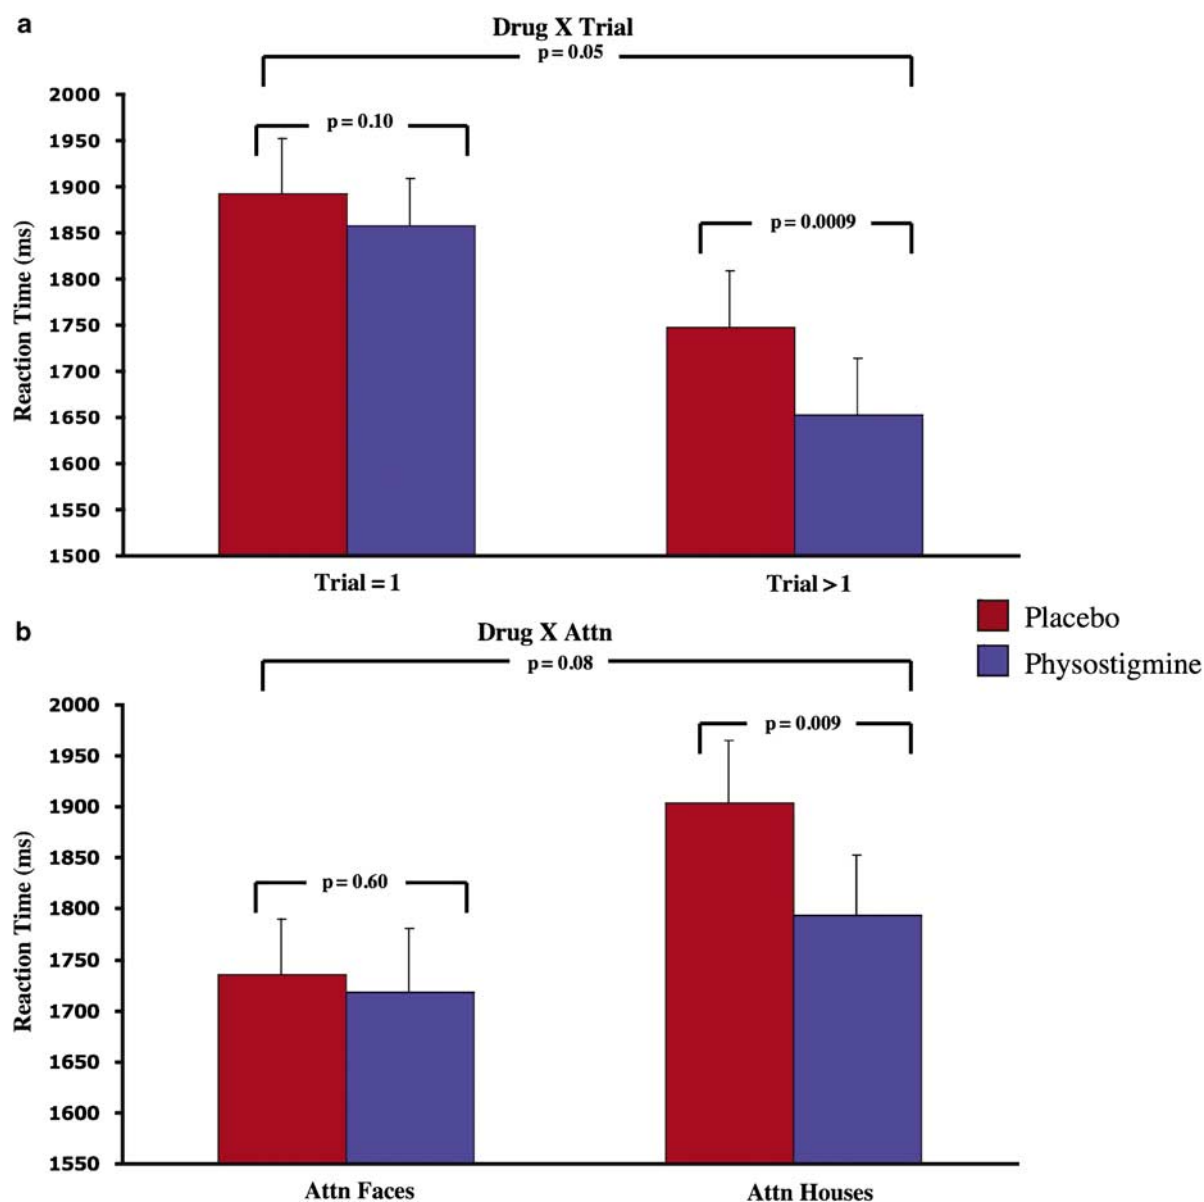 a
Drug X Trial
p = 0.05
2000
1950
1900
1850
1800
1750
1700
1650
1600
1550
1500
Reaction Time (ms)
p = 0.10
p = 0.0009
Trial = 1
Trial > 1
Placebo
Physostigmine
b
Drug X Attn
p = 0.08
2000
1950
1900
1850
1800
1750
1700
1650
1600
1550
Reaction Time (ms)
p = 0.60
p = 0.009
Attn Faces
Attn Houses